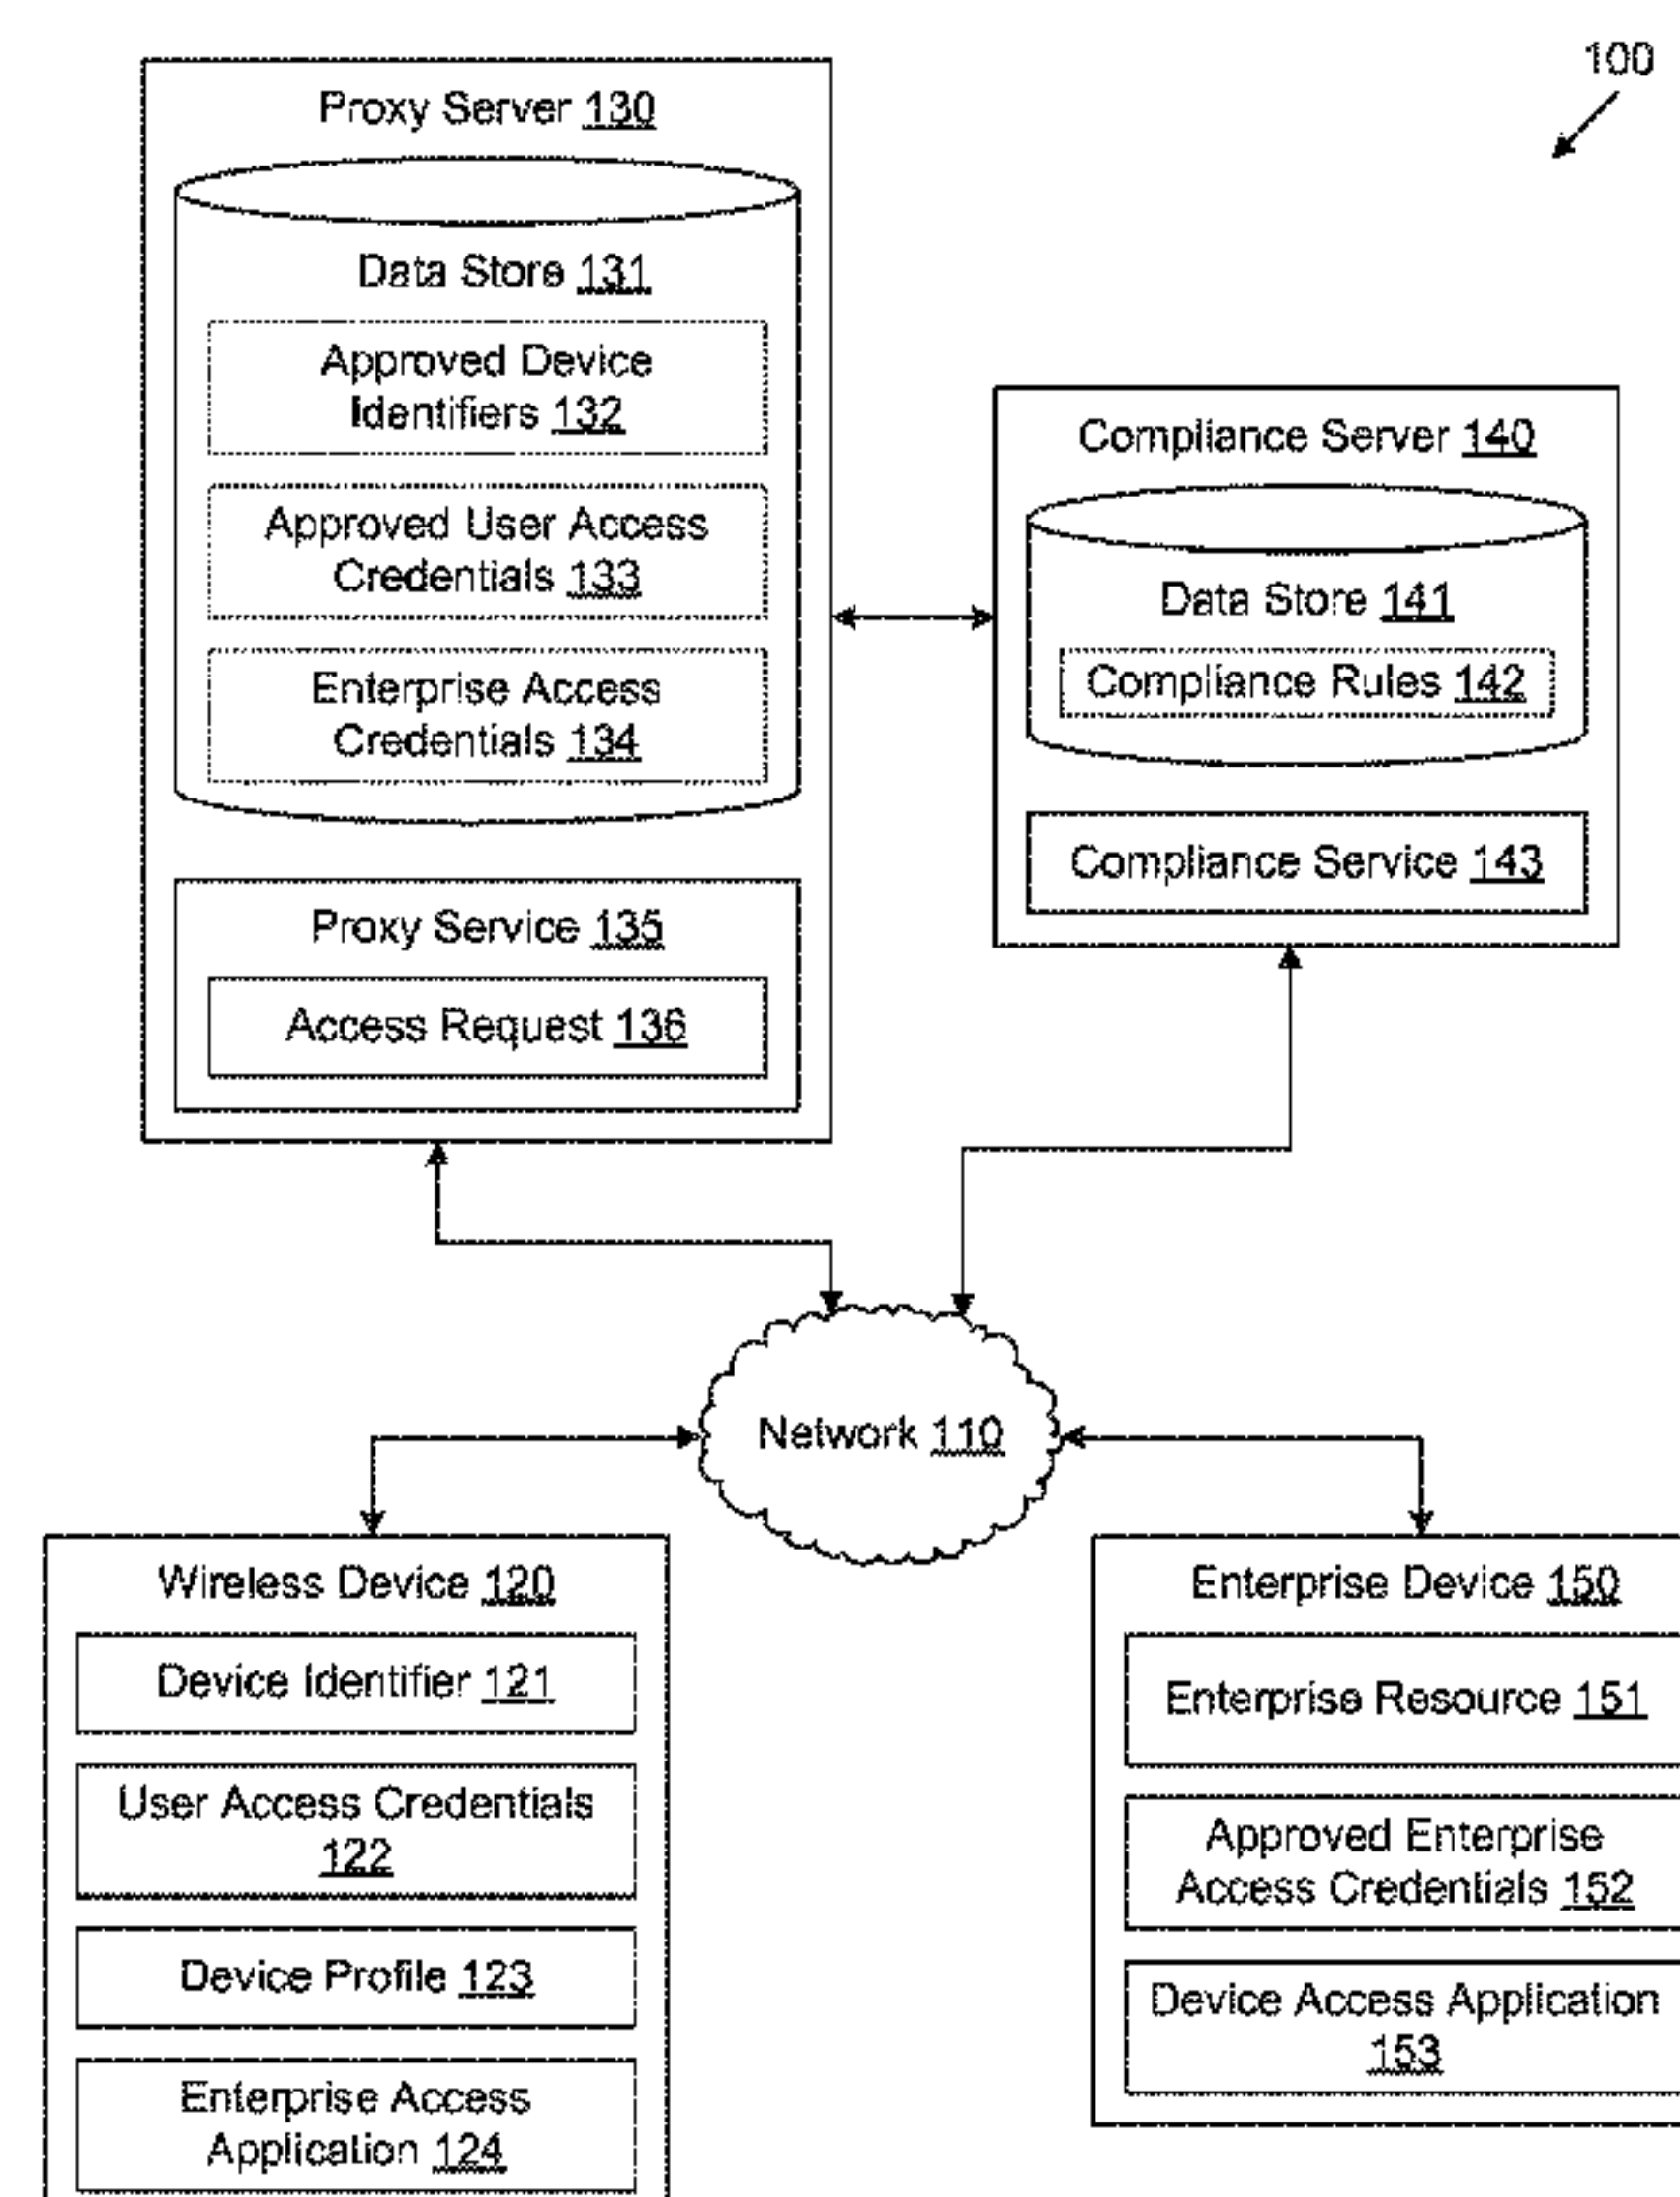 100
Proxy Server 130
Data Store 131
Approved Device
Identifiers 132
Approved User Access
Credentials 133
Enterprise Access
Credentials 134
Proxy Service 135
Access Request 136
Compliance Server 140
Data Store 141
Compliance Rules 142
Compliance Service 143
Network 110
Wireless Device 120
Device Identifier 121
User Access Credentials
122
Device Profile 123
Enterprise Access
Application 124
Enterprise Device 150
Enterprise Resource 151
Approved Enterprise
Access Credentials 152
Device Access Application
153